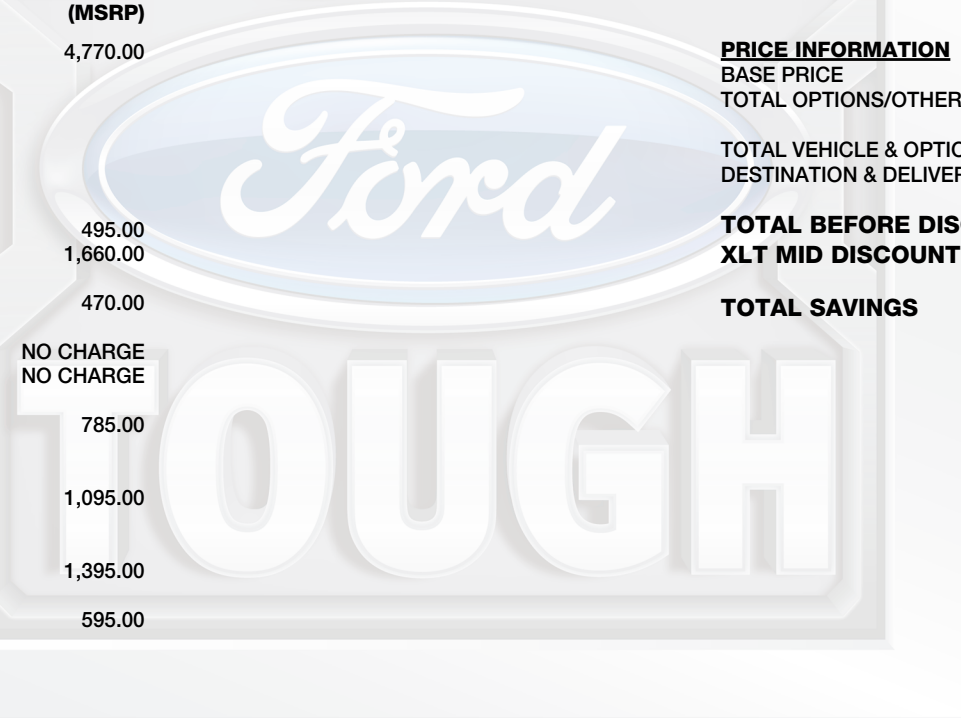 (MSRP)
4,770.00
495.00
1,660.00
470.00
NO CHARGE
NO CHARGE
785.00
1,095.00
1,395.00
595.00
PRICE INFORMATION
BASE PRICE
TOTAL OPTIONS/OTHER
TOTAL VEHICLE & OPTIO
DESTINATION & DELIVER
TOTAL BEFORE DIS
XLT MID DISCOUNT
TOTAL SAVINGS
Ford
TOUGH